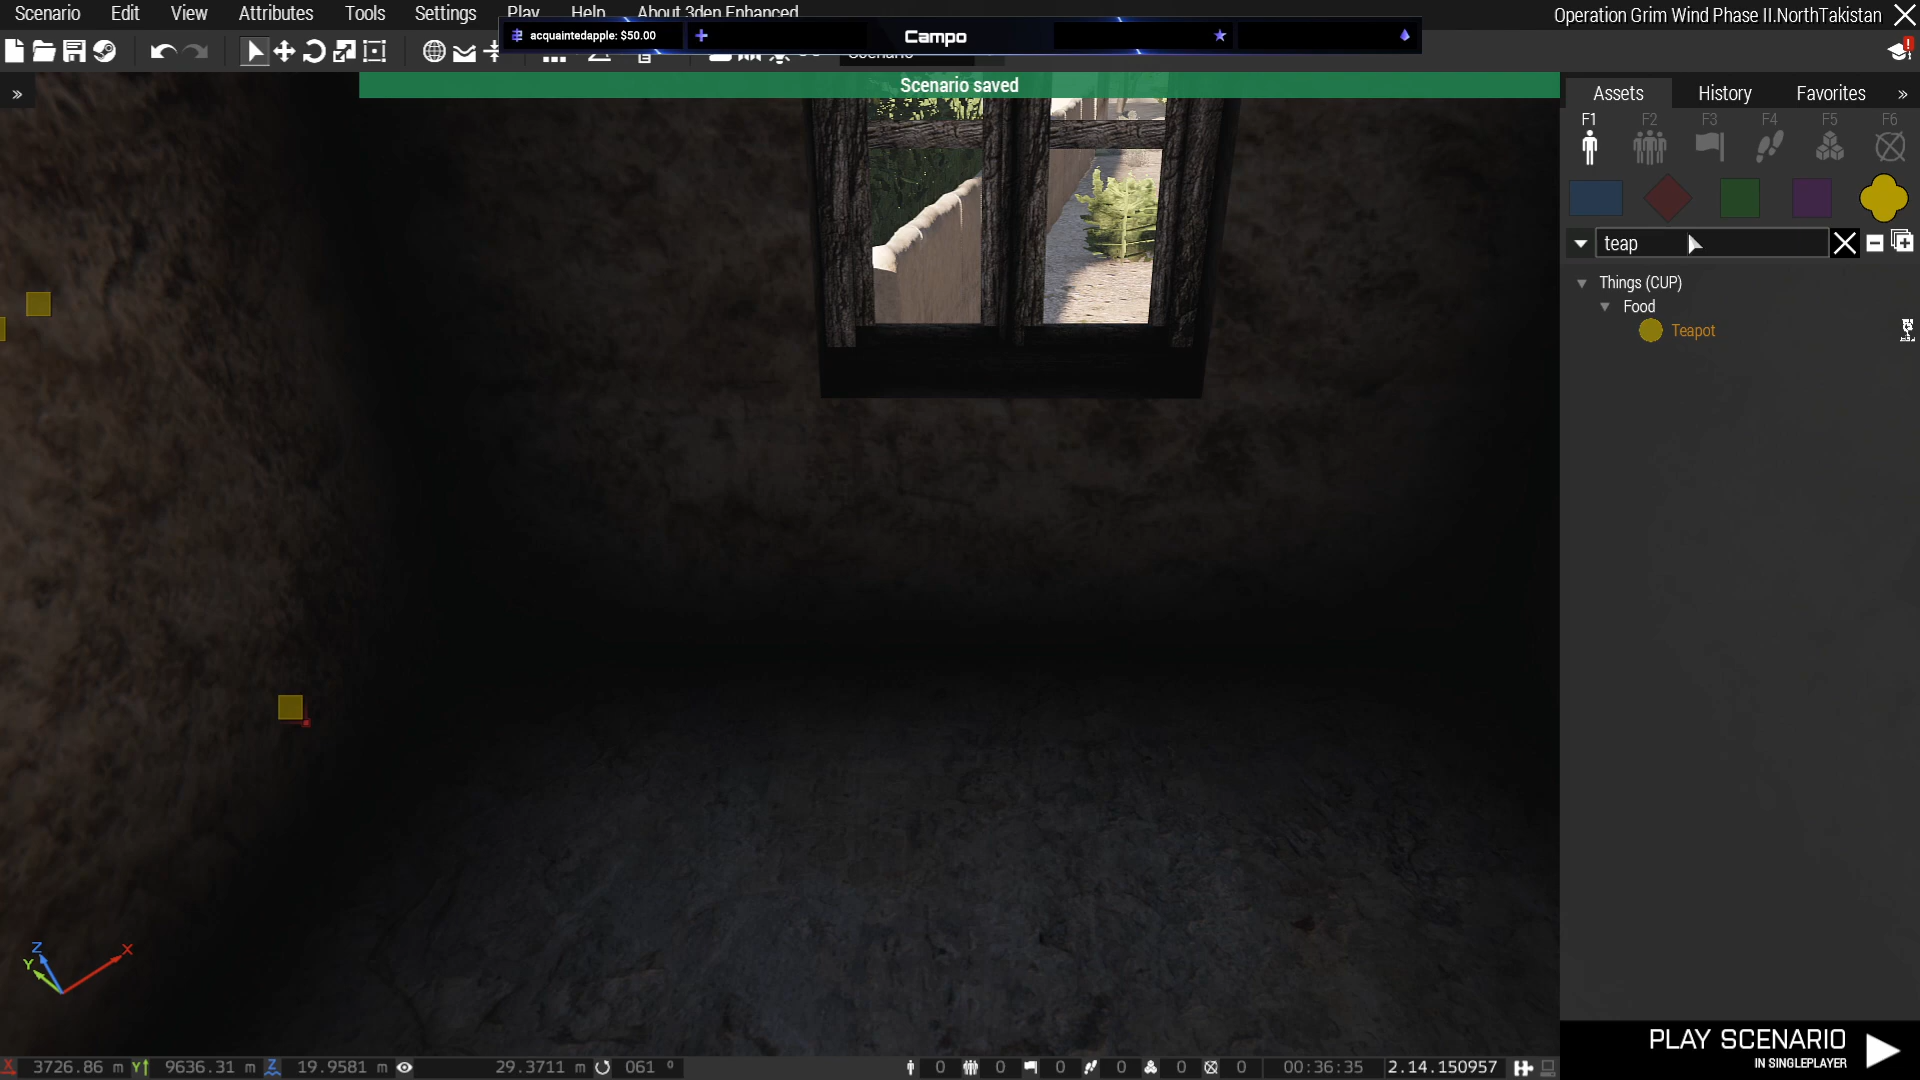 Scenario Edit View Attributes Tools Settings Play Help About 3den Enhanced
Operation Grim Wind Phase II.NorthTakistan
acquaintedapple: $50.00
Campo
Scenario
Scenario saved
Assets History Favorites
F1 F2 F3 F4 F5 F6
teap
Things (CUP)
Food
Teapot
Z
X
Y
PLAY SCENARIO
IN SINGLEPLAYER
X 3726.86 m Y 9636.31 m Z 19.9581 m 29.3711 m 061 ° 0 0 0 0 0 0 00:36:35 2.14.150957